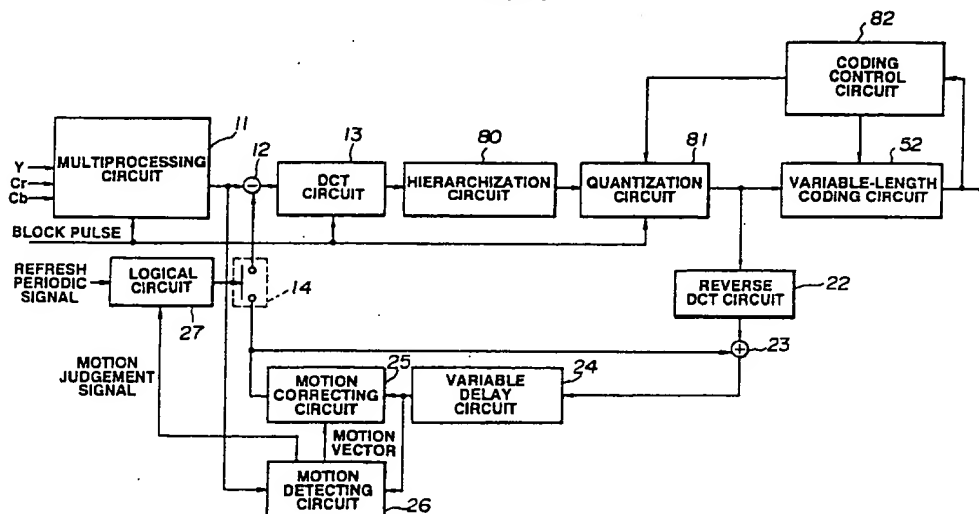 82
CODING
CONTROL
CIRCUIT
11
12
13
80
81
52
Y
Cr
Cb
MULTIPROCESSING
CIRCUIT
DCT
CIRCUIT
HIERARCHIZATION
CIRCUIT
QUANTIZATION
CIRCUIT
VARIABLE-LENGTH
CODING CIRCUIT
BLOCK PULSE
REFRESH
PERIODIC
SIGNAL
LOGICAL
CIRCUIT
27
14
REVERSE
DCT CIRCUIT
22
23
MOTION
JUDGEMENT
SIGNAL
25
MOTION
CORRECTING
CIRCUIT
24
VARIABLE
DELAY
CIRCUIT
MOTION
VECTOR
MOTION
DETECTING
CIRCUIT
26